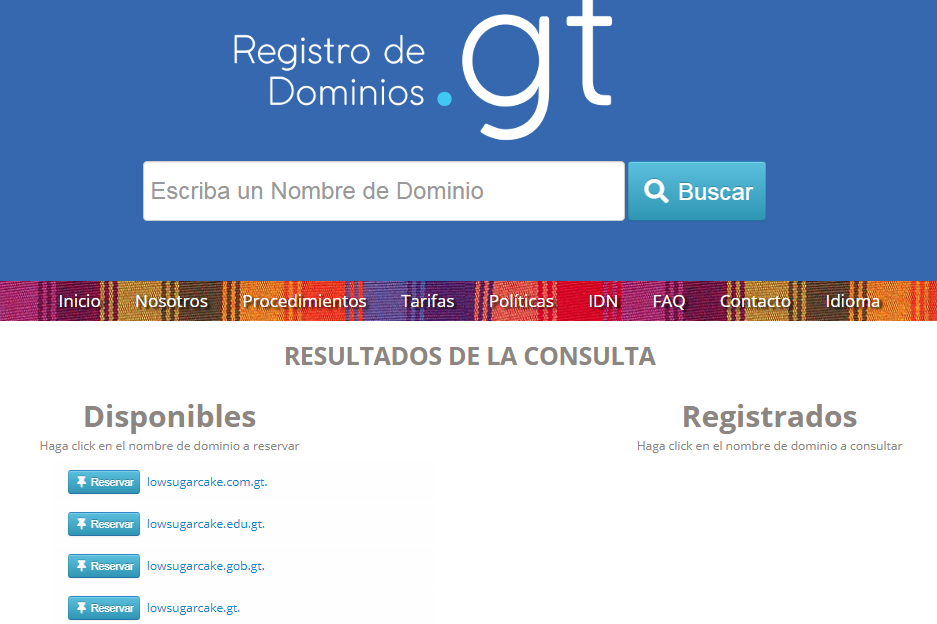 Registro de
Dominios .gt
Escriba un Nombre de Dominio
Buscar
Inicio Nosotros Procedimientos Tarifas Políticas IDN FAQ Contacto Idioma
RESULTADOS DE LA CONSULTA
Disponibles
Haga click en el nombre de dominio a reservar
Reservar lowsugarcake.com.gt.
Reservar lowsugarcake.edu.gt.
Reservar lowsugarcake.gob.gt.
Reservar lowsugarcake.gt.
Registrados
Haga click en el nombre de dominio a consultar